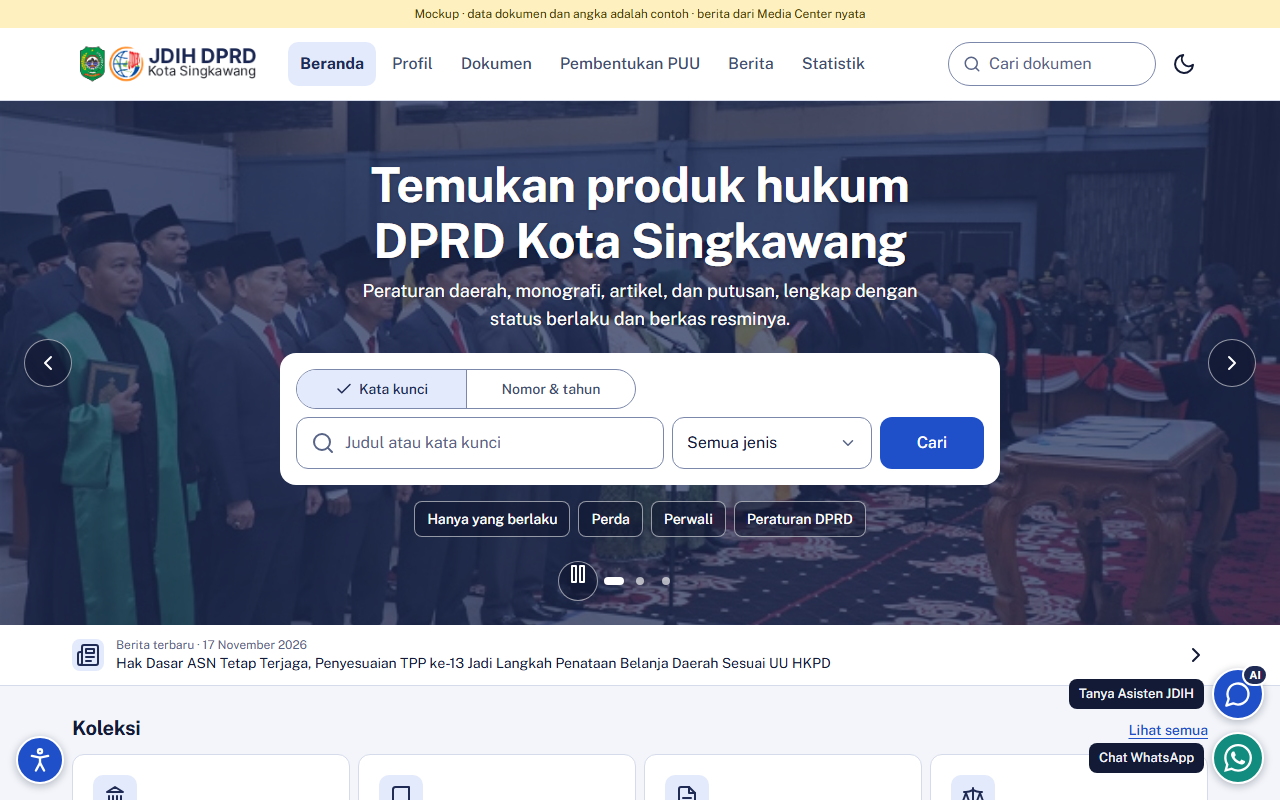 Mockup · data dokumen dan angka adalah contoh · berita dari Media Center nyata
JDIH DPRD
Kota Singkawang
Beranda
Profil
Dokumen
Pembentukan PUU
Berita
Statistik
Cari dokumen
Temukan produk hukum
DPRD Kota Singkawang
Peraturan daerah, monografi, artikel, dan putusan, lengkap dengan
status berlaku dan berkas resminya.
Kata kunci
Nomor & tahun
Judul atau kata kunci
Semua jenis
Cari
Hanya yang berlaku
Perda
Perwali
Peraturan DPRD
Berita terbaru · 17 November 2026
Hak Dasar ASN Tetap Terjaga, Penyesuaian TPP ke-13 Jadi Langkah Penataan Belanja Daerah Sesuai UU HKPD
AI
Tanya Asisten JDIH
Koleksi
Lihat semua
Chat WhatsApp